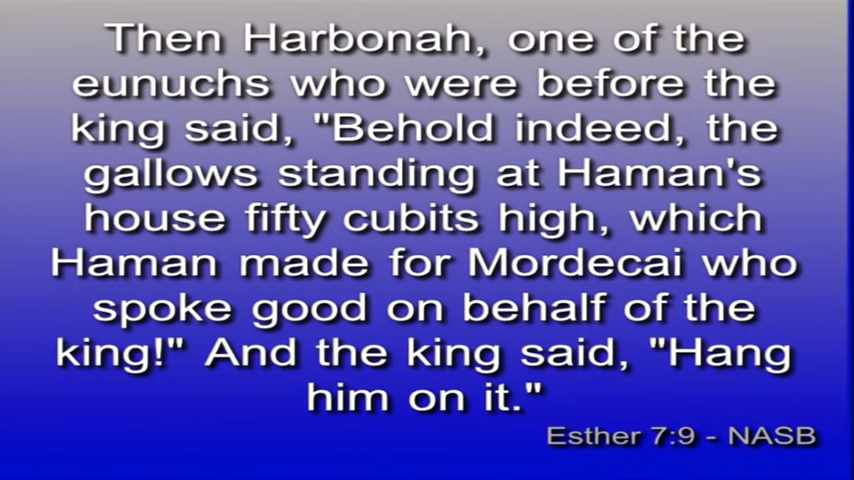 Then Harbonah, one of the
eunuchs who were before the
king said, "Behold indeed, the
gallows standing at Haman's
house fifty cubits high, which
Haman made for Mordecai who
spoke good on behalf of the
king!" And the king said, "Hang
him on it."
Esther 7:9 - NASB